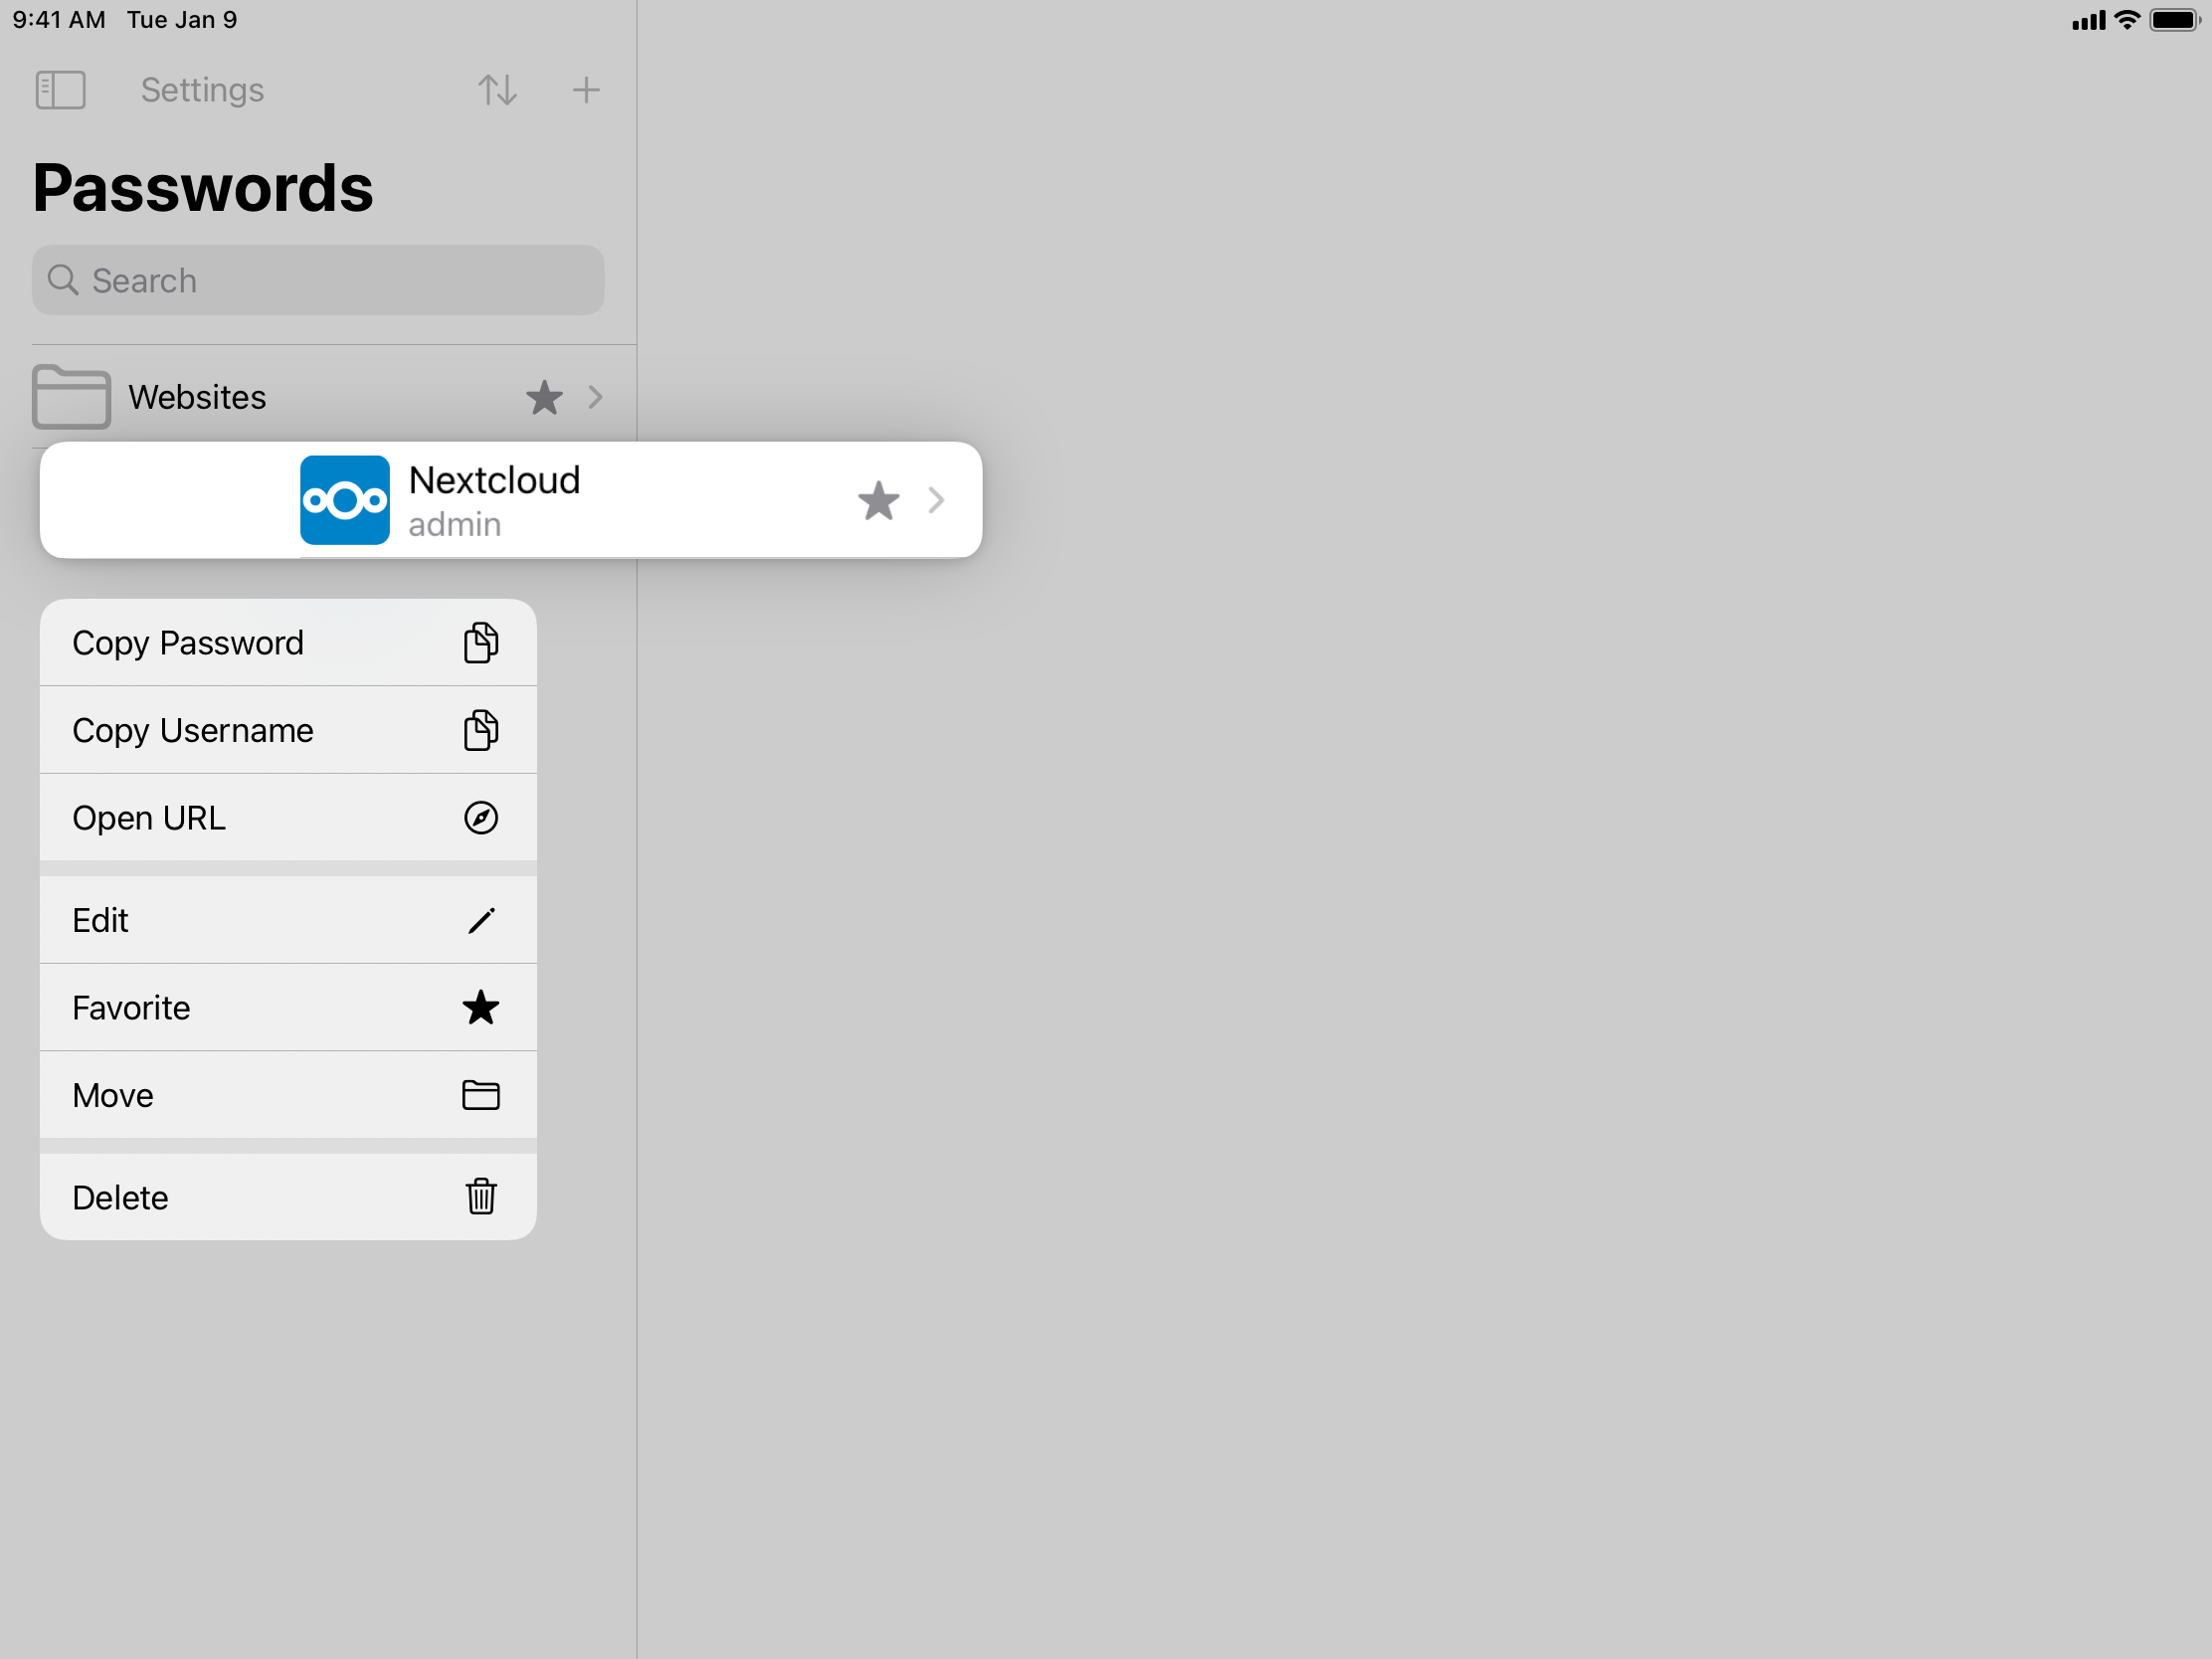 9:41 AM Tue Jan 9
Settings
Passwords
Search
Websites
Nextcloud
admin
Copy Password
Copy Username
Open URL
Edit
Favorite
Move
Delete